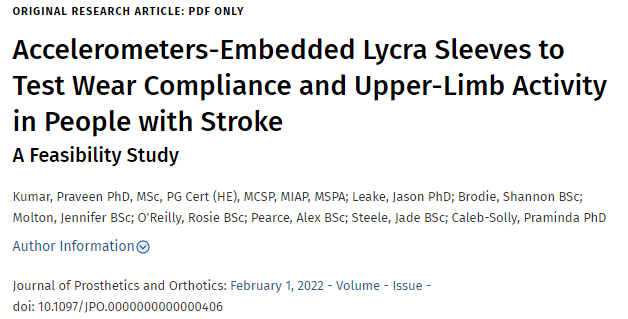 ORIGINAL RESEARCH ARTICLE: PDF ONLY
Accelerometers-Embedded Lycra Sleeves to
Test Wear Compliance and Upper-Limb Activity
in People with Stroke
A Feasibility Study
Kumar, Praveen PhD, MSc, PG Cert (HE), MCSP, MIAP, MSPA; Leake, Jason PhD; Brodie, Shannon BSc;
Molton, Jennifer BSc; O'Reilly, Rosie BSc; Pearce, Alex BSc; Steele, Jade BSc; Caleb-Solly, Praminda PhD
Author Information
Journal of Prosthetics and Orthotics: February 1, 2022 - Volume - Issue -
doi: 10.1097/JPO.0000000000000406